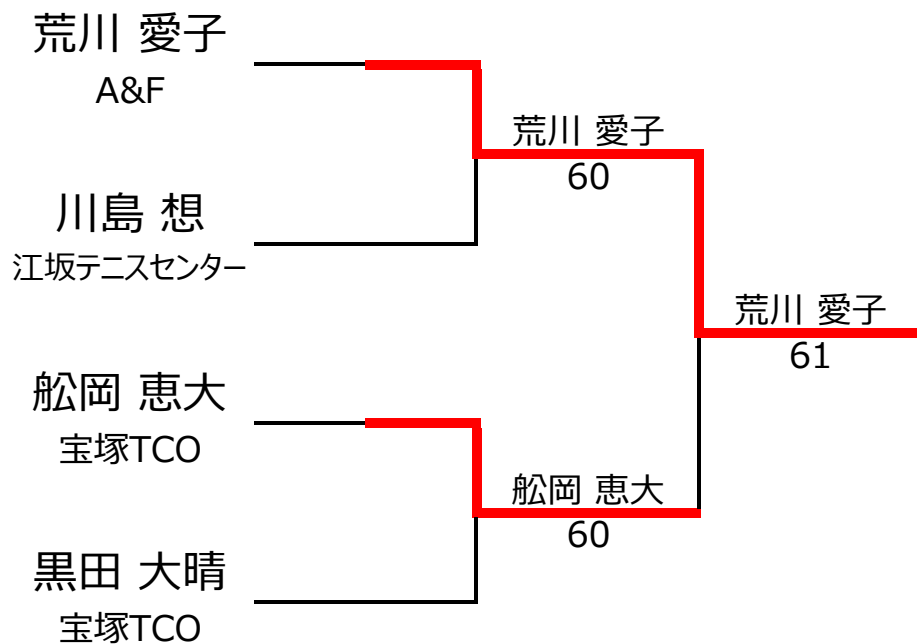 荒川 愛子
A&F
荒川 愛子
60
川島 想
江坂テニスセンター
荒川 愛子
61
舩岡 恵大
宝塚TCO
舩岡 恵大
60
黒田 大晴
宝塚TCO